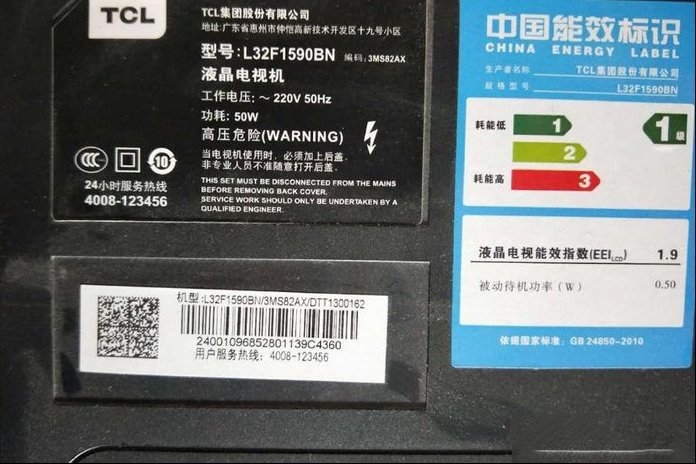 TCL
TCL集团股份有限公司
地址:广东省惠州市仲恺高新技术开发区十九号小区
型号:L32F1590BN 编码:3MS82AX
液晶电视机
工作电压:～220V 50Hz
功耗:50W
高压危险(WARNING)
当电视机使用时,必须加上后盖.
非专业人员不准随意打开后盖.
THIS SET MUST BE DISCONNECTED FROM THE MAINS
BEFORE REMOVING BACK COVER.
SERVICE WORK SHOULD ONLY BE UNDERTAKEN BY A
QUALIFIED ENGINEER.
10
24小时服务热线
4008-123456
机型:L32F1590BN/3MS82AX/DTT1300162
24001096852801139C4360
用户服务热线: 4008-123456
中国能效标识
CHINA ENERGY LABEL
生产者名称 TCL集团股份有限公司
规格型号 L32F1590BN
耗能低 1
2
耗能高 3
1级
液晶电视能效指数(EEILCD) 1.9
被动待机功率(W) 0.50
依据国家标准: GB 24850-2010